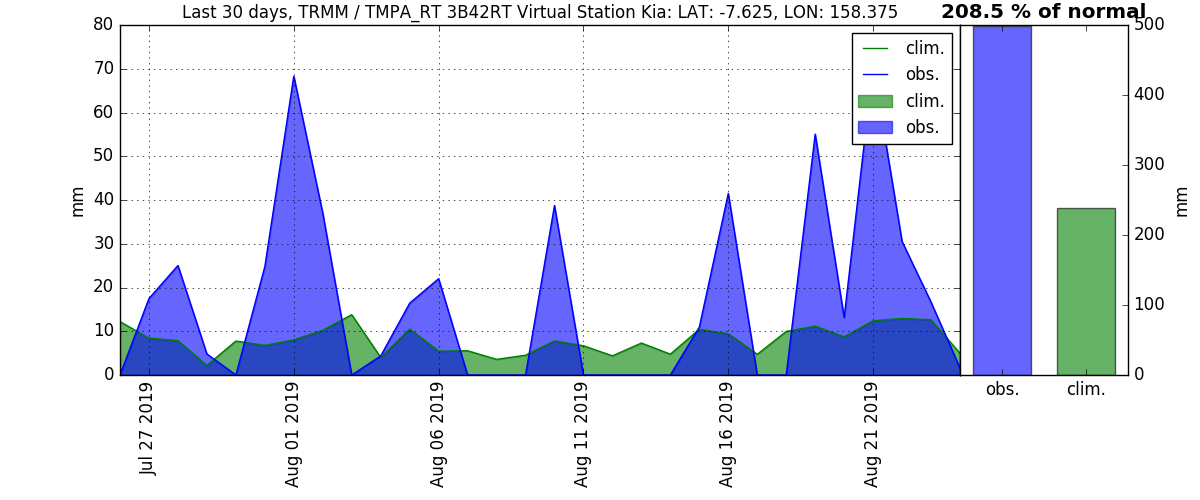 Last 30 days, TRMM / TMPA_RT 3B42RT Virtual Station Kia: LAT: -7.625, LON: 158.375
208.5 % of normal
80
70
60
50
40
30
20
10
0
mm
clim.
obs.
clim.
obs.
Jul 27 2019
Aug 01 2019
Aug 06 2019
Aug 11 2019
Aug 16 2019
Aug 21 2019
500
400
300
200
100
0
mm
obs.
clim.